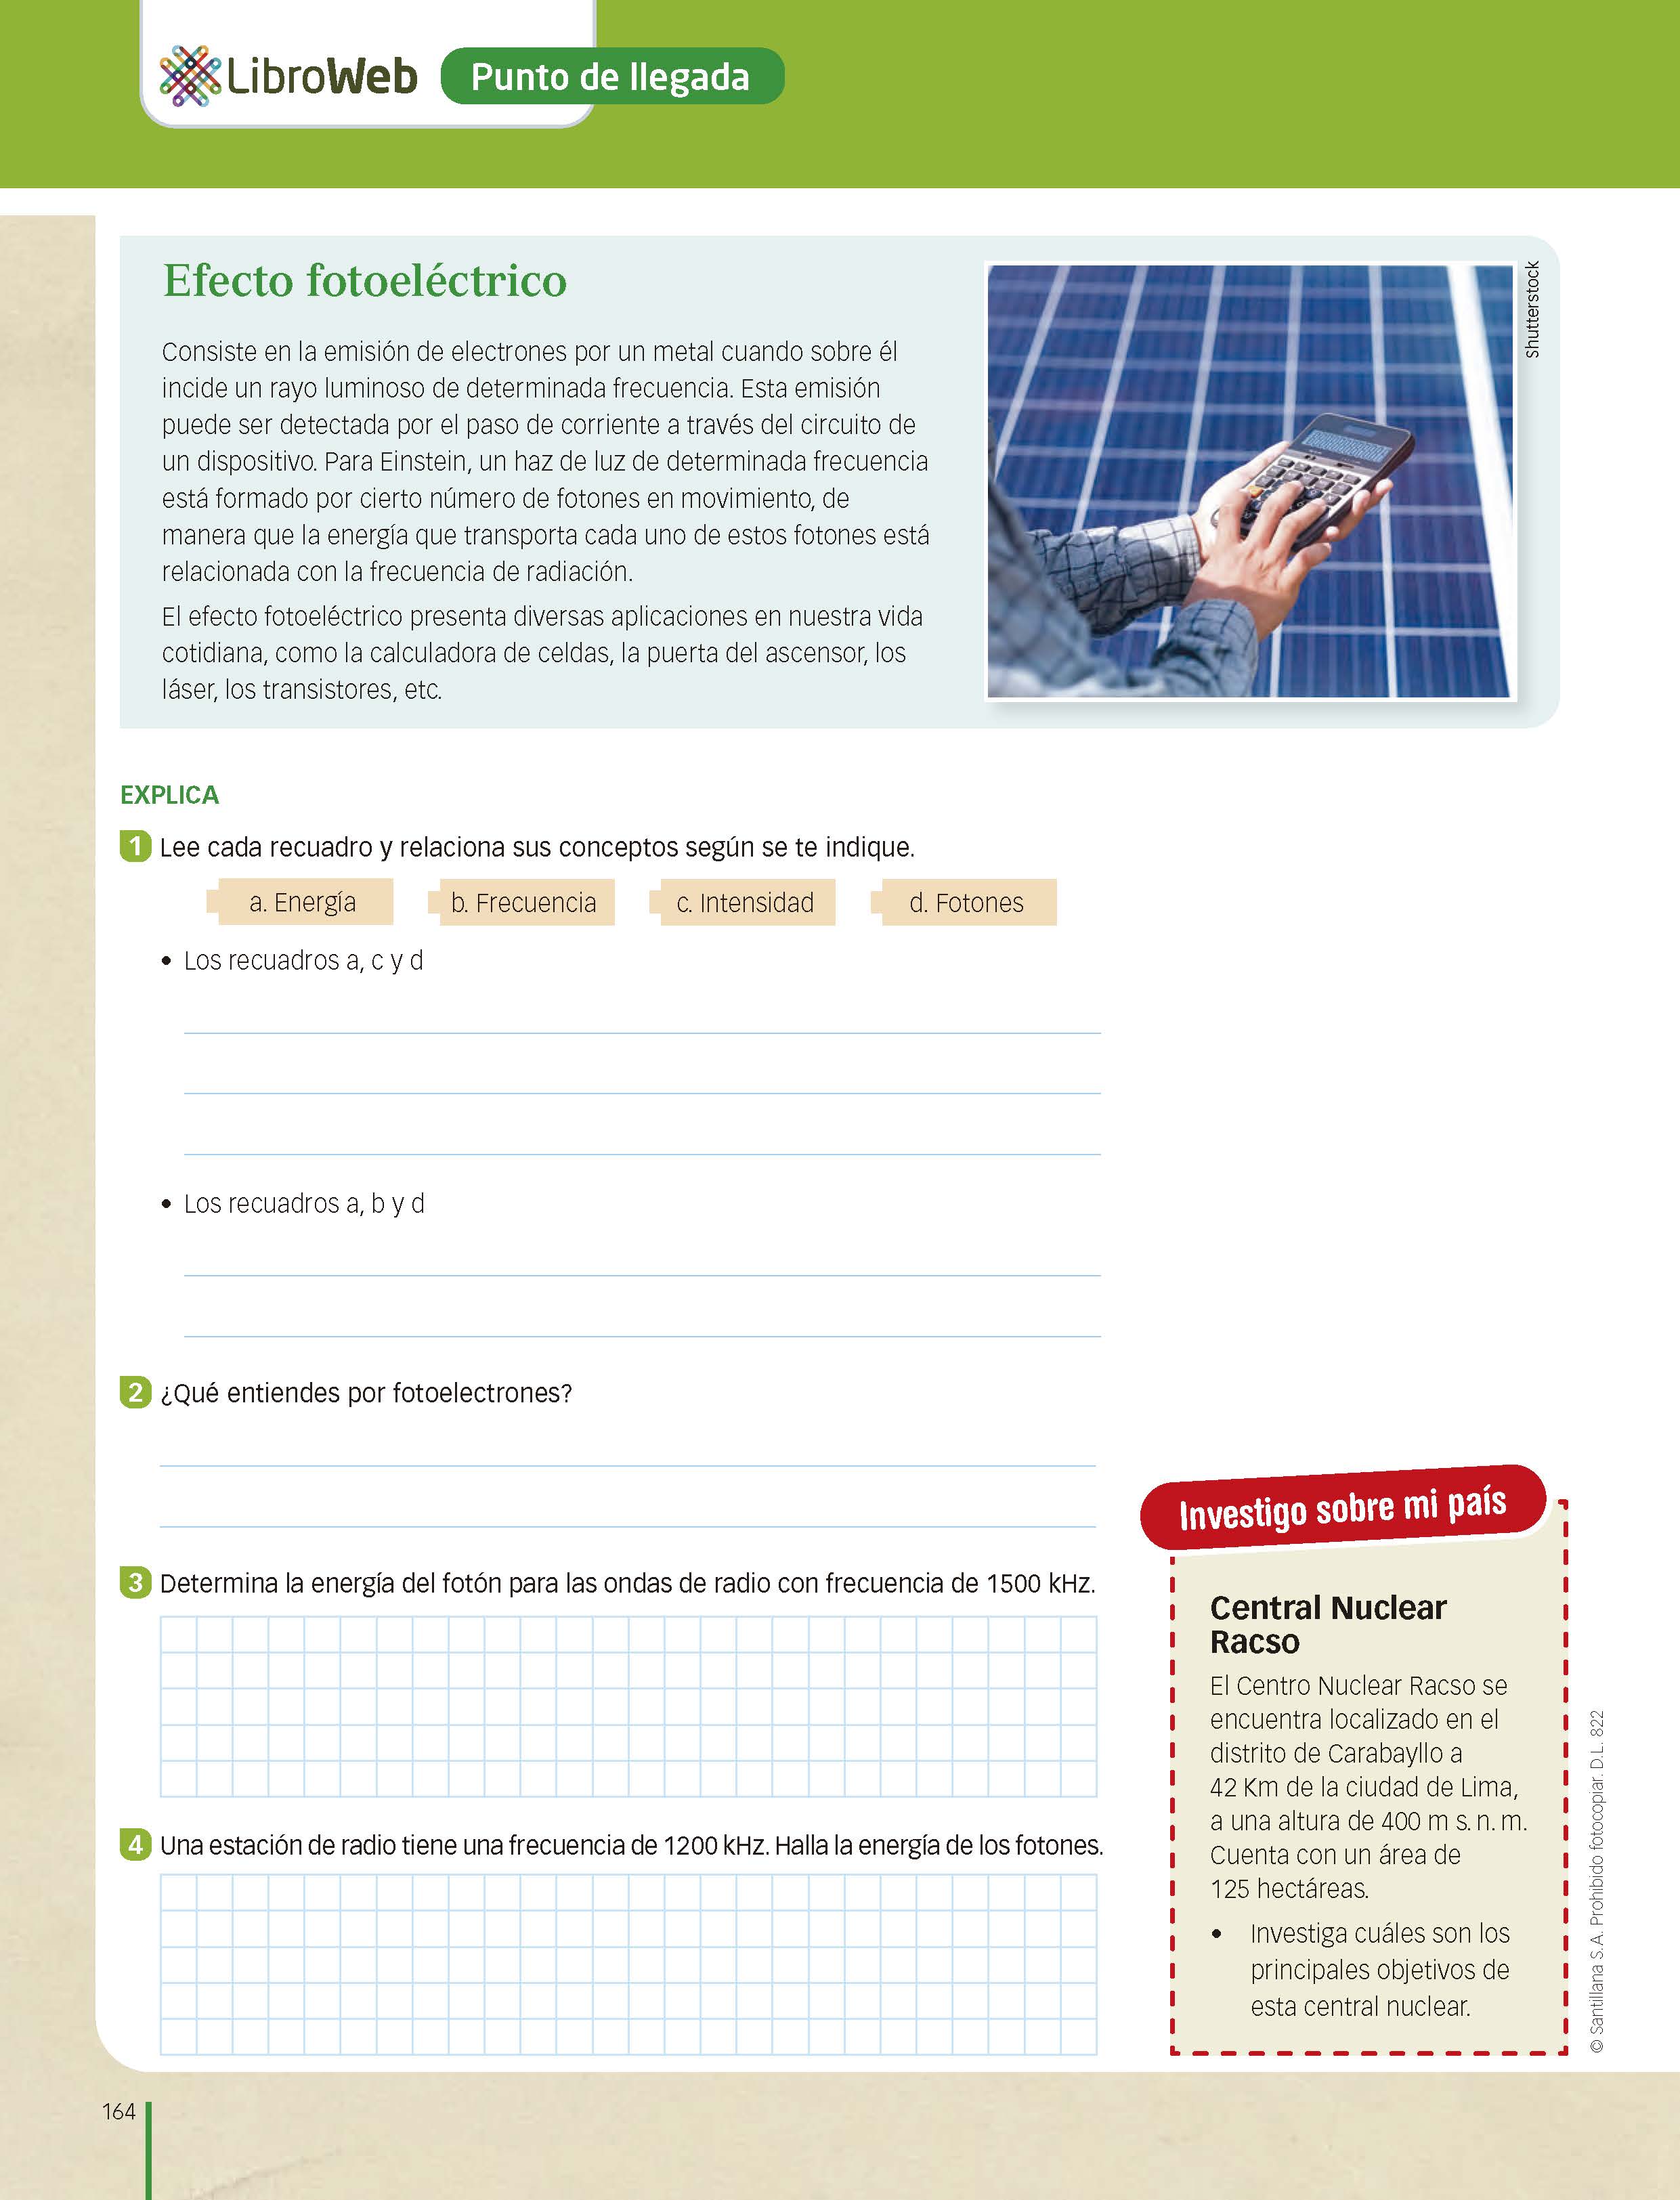 LibroWeb Punto de llegada
Efecto fotoeléctrico
Consiste en la emisión de electrones por un metal cuando sobre él
incide un rayo luminoso de determinada frecuencia. Esta emisión
puede ser detectada por el paso de corriente a través del circuito de
un dispositivo. Para Einstein, un haz de luz de determinada frecuencia
está formado por cierto número de fotones en movimiento, de
manera que la energía que transporta cada uno de estos fotones está
relacionada con la frecuencia de radiación.
El efecto fotoeléctrico presenta diversas aplicaciones en nuestra vida
cotidiana, como la calculadora de celdas, la puerta del ascensor, los
láser, los transistores, etc.
Shutterstock
EXPLICA
1 Lee cada recuadro y relaciona sus conceptos según se te indique.
a. Energía b. Frecuencia c. Intensidad d. Fotones
• Los recuadros a, c y d
• Los recuadros a, b y d
2 ¿Qué entiendes por fotoelectrones?
3 Determina la energía del fotón para las ondas de radio con frecuencia de 1500 kHz.
4 Una estación de radio tiene una frecuencia de 1200 kHz. Halla la energía de los fotones.
Investigo sobre mi país
Central Nuclear
Racso
El Centro Nuclear Racso se
encuentra localizado en el
distrito de Carabayllo a
42 Km de la ciudad de Lima,
a una altura de 400 m s. n. m.
Cuenta con un área de
125 hectáreas.
• Investiga cuáles son los
principales objetivos de
esta central nuclear.
© Santillana S.A. Prohibido fotocopiar. D.L. 822
164